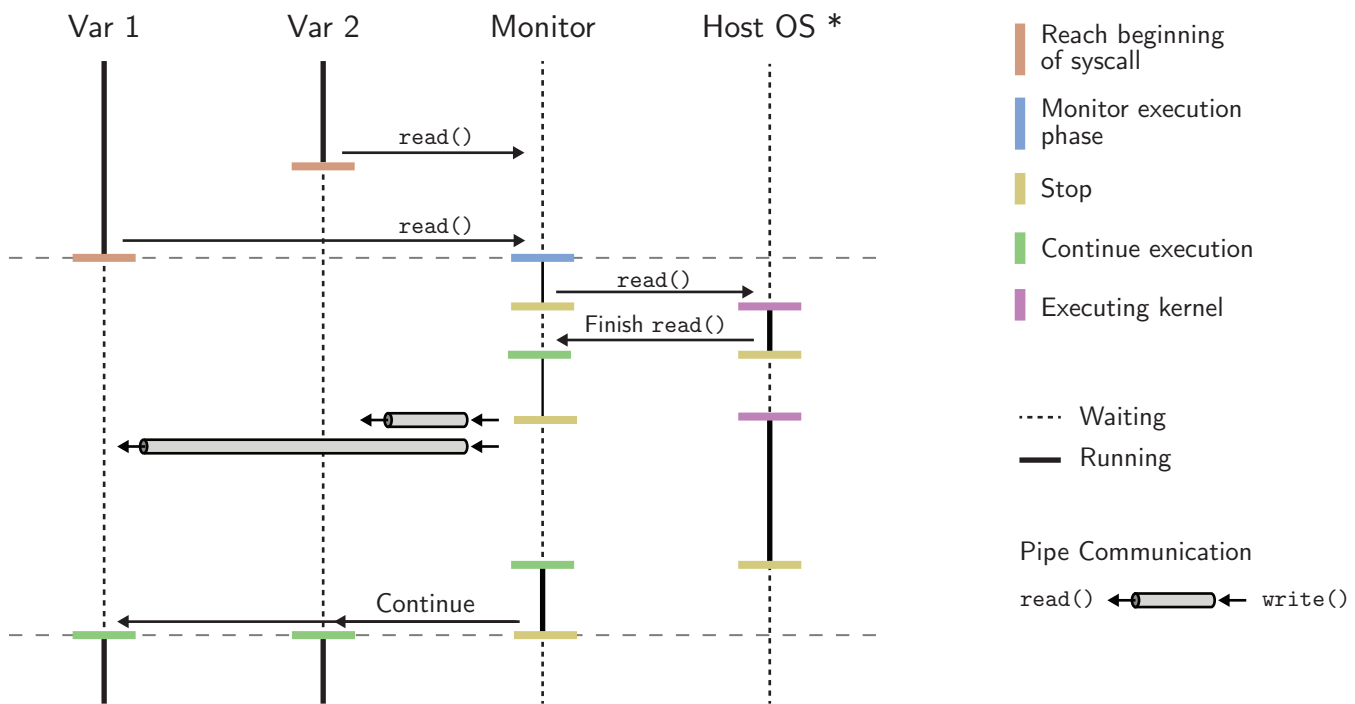 Var 1
Var 2
Monitor
Host OS *
read()
read()
read()
Finish read()
Continue
Reach beginning
of syscall
Monitor execution
phase
Stop
Continue execution
Executing kernel
Waiting
Running
Pipe Communication
read()
write()